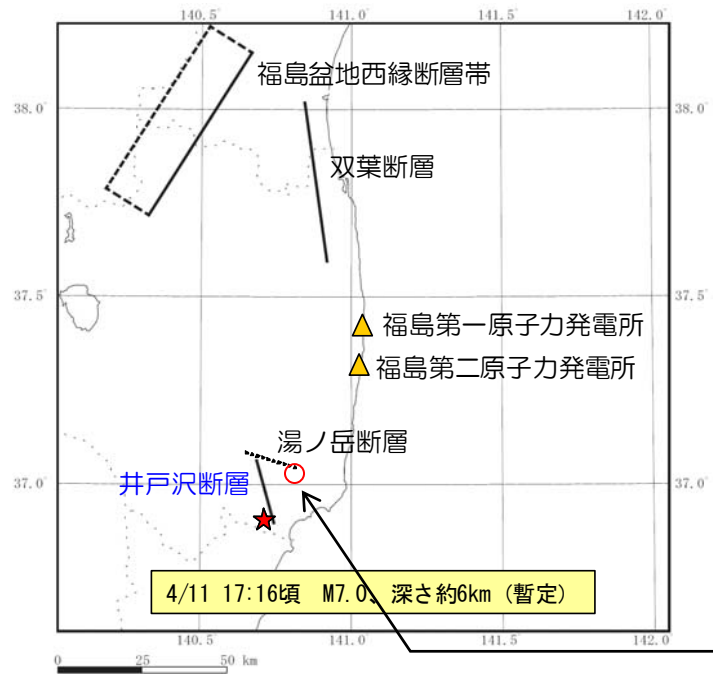 140.5° 141.0° 141.5° 142.0°
福島盆地西縁断層帯
38.0° 38.0°
双葉断層
37.5° 37.5°
福島第一原子力発電所
福島第二原子力発電所
湯ノ岳断層
井戸沢断層
37.0° 37.0°
4/11 17:16頃 M7.0、深さ約6km (暫定)
140.5° 141.0° 141.5° 142.0°
0 25 50 km